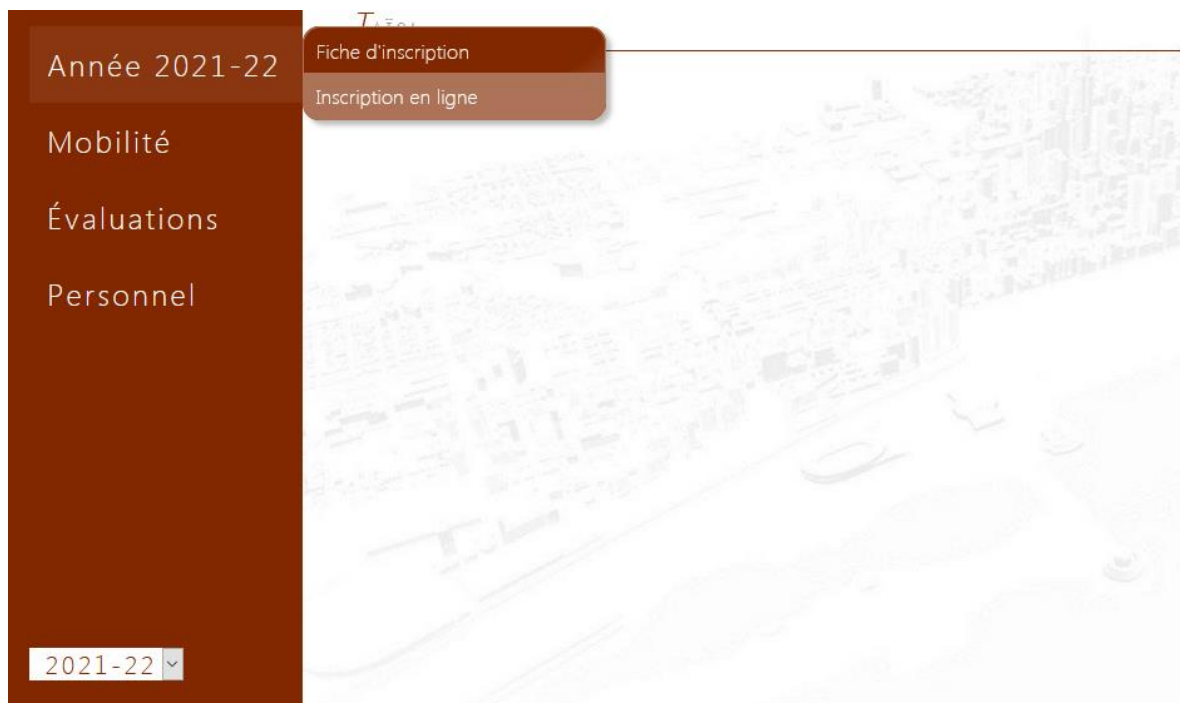 Année 2021-22
Fiche d'inscription
Inscription en ligne
Mobilité
Évaluations
Personnel
2021-22